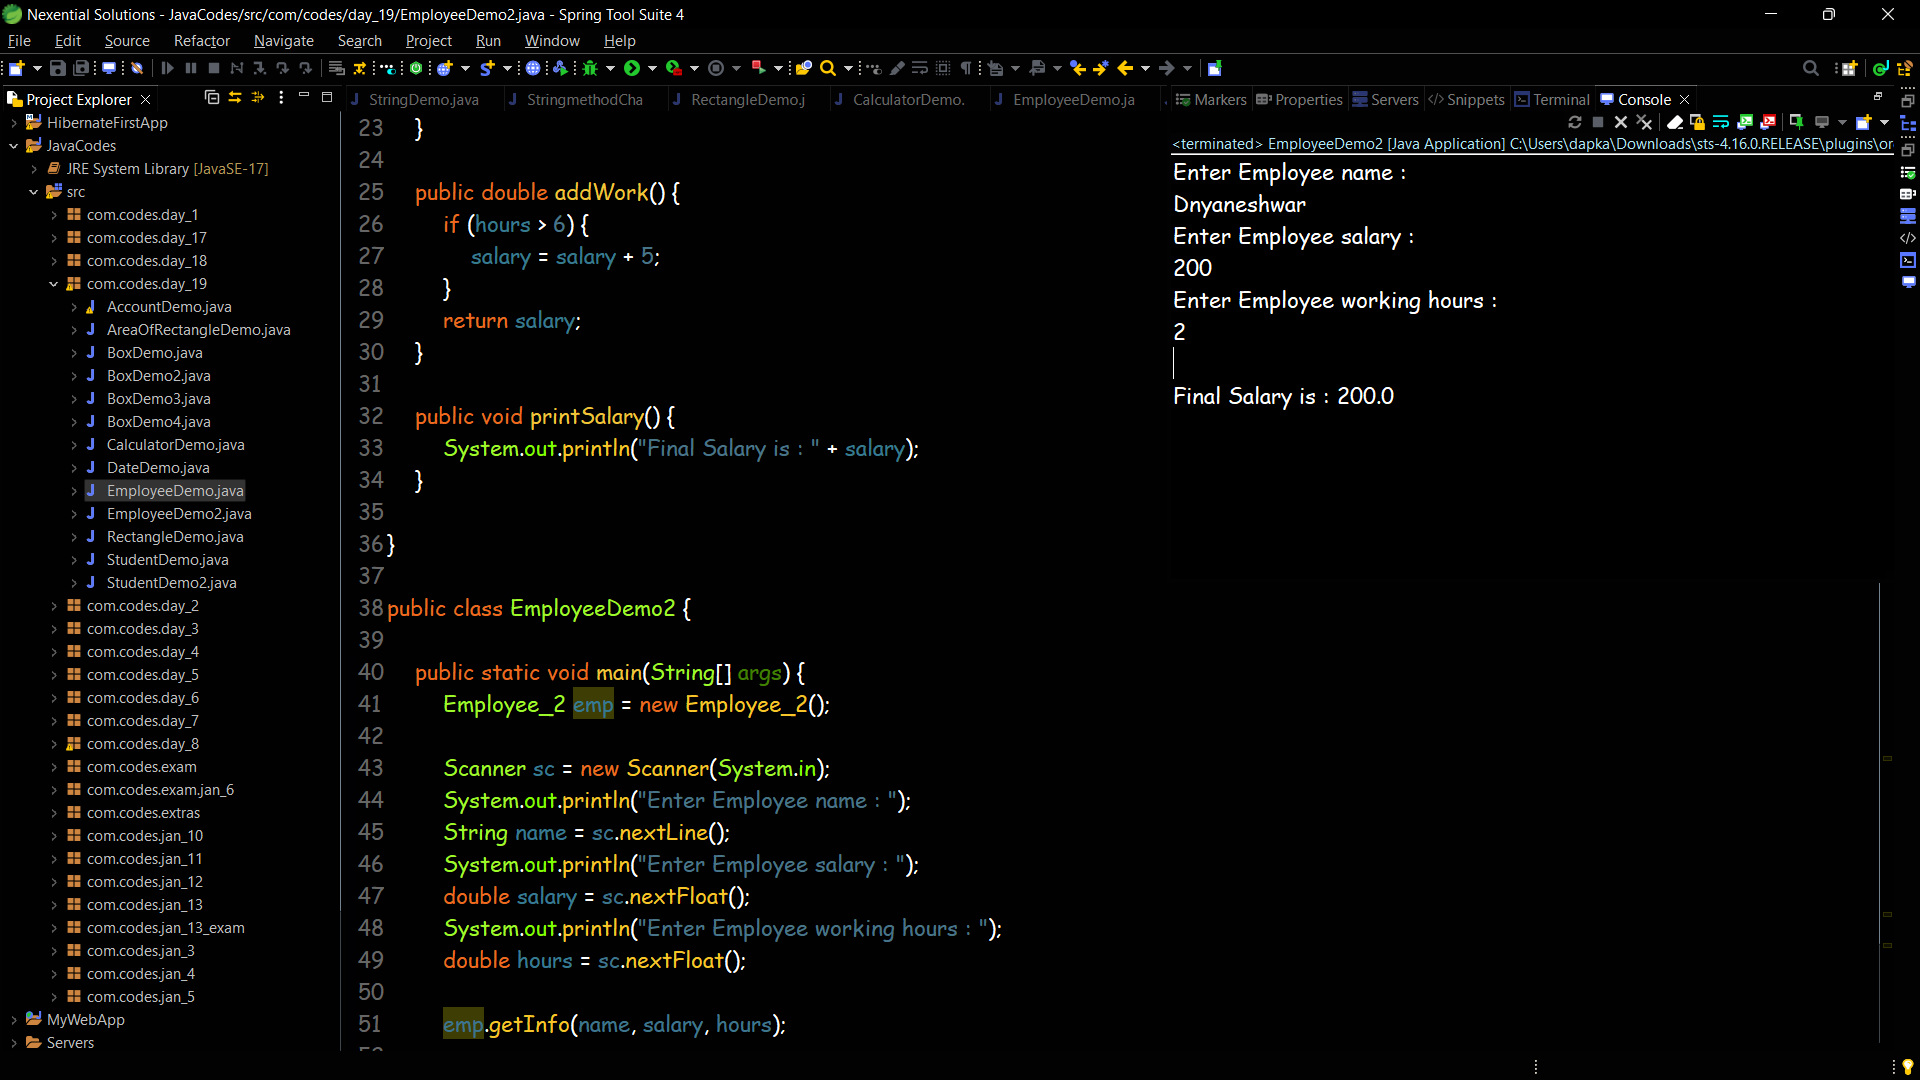 Nexential Solutions - JavaCodes/src/com/codes/day_19/EmployeeDemo2.java - Spring Tool Suite 4
File Edit Source Refactor Navigate Search Project Run Window Help
Project Explorer
HibernateFirstApp
JavaCodes
JRE System Library [JavaSE-17]
src
com.codes.day_1
com.codes.day_17
com.codes.day_18
com.codes.day_19
AccountDemo.java
AreaOfRectangleDemo.java
BoxDemo.java
BoxDemo2.java
BoxDemo3.java
BoxDemo4.java
CalculatorDemo.java
DateDemo.java
EmployeeDemo.java
EmployeeDemo2.java
RectangleDemo.java
StudentDemo.java
StudentDemo2.java
com.codes.day_2
com.codes.day_3
com.codes.day_4
com.codes.day_5
com.codes.day_6
com.codes.day_7
com.codes.day_8
com.codes.exam
com.codes.exam.jan_6
com.codes.extras
com.codes.jan_10
com.codes.jan_11
com.codes.jan_12
com.codes.jan_13
com.codes.jan_13_exam
com.codes.jan_3
com.codes.jan_4
com.codes.jan_5
MyWebApp
Servers
StringDemo.java StringmethodCha RectangleDemo.j CalculatorDemo. EmployeeDemo.ja
23 }
24
25 public double addWork() {
26 if (hours > 6) {
27 salary = salary + 5;
28 }
29 return salary;
30 }
31
32 public void printSalary() {
33 System.out.println("Final Salary is : " + salary);
34 }
35
36 }
37
38 public class EmployeeDemo2 {
39
40 public static void main(String[] args) {
41 Employee_2 emp = new Employee_2();
42
43 Scanner sc = new Scanner(System.in);
44 System.out.println("Enter Employee name : ");
45 String name = sc.nextLine();
46 System.out.println("Enter Employee salary : ");
47 double salary = sc.nextFloat();
48 System.out.println("Enter Employee working hours : ");
49 double hours = sc.nextFloat();
50
51 emp.getInfo(name, salary, hours);
Markers Properties Servers Snippets Terminal Console
<terminated> EmployeeDemo2 [Java Application] C:\Users\dapka\Downloads\sts-4.16.0.RELEASE\plugins\or
Enter Employee name :
Dnyaneshwar
Enter Employee salary :
200
Enter Employee working hours :
2
Final Salary is : 200.0